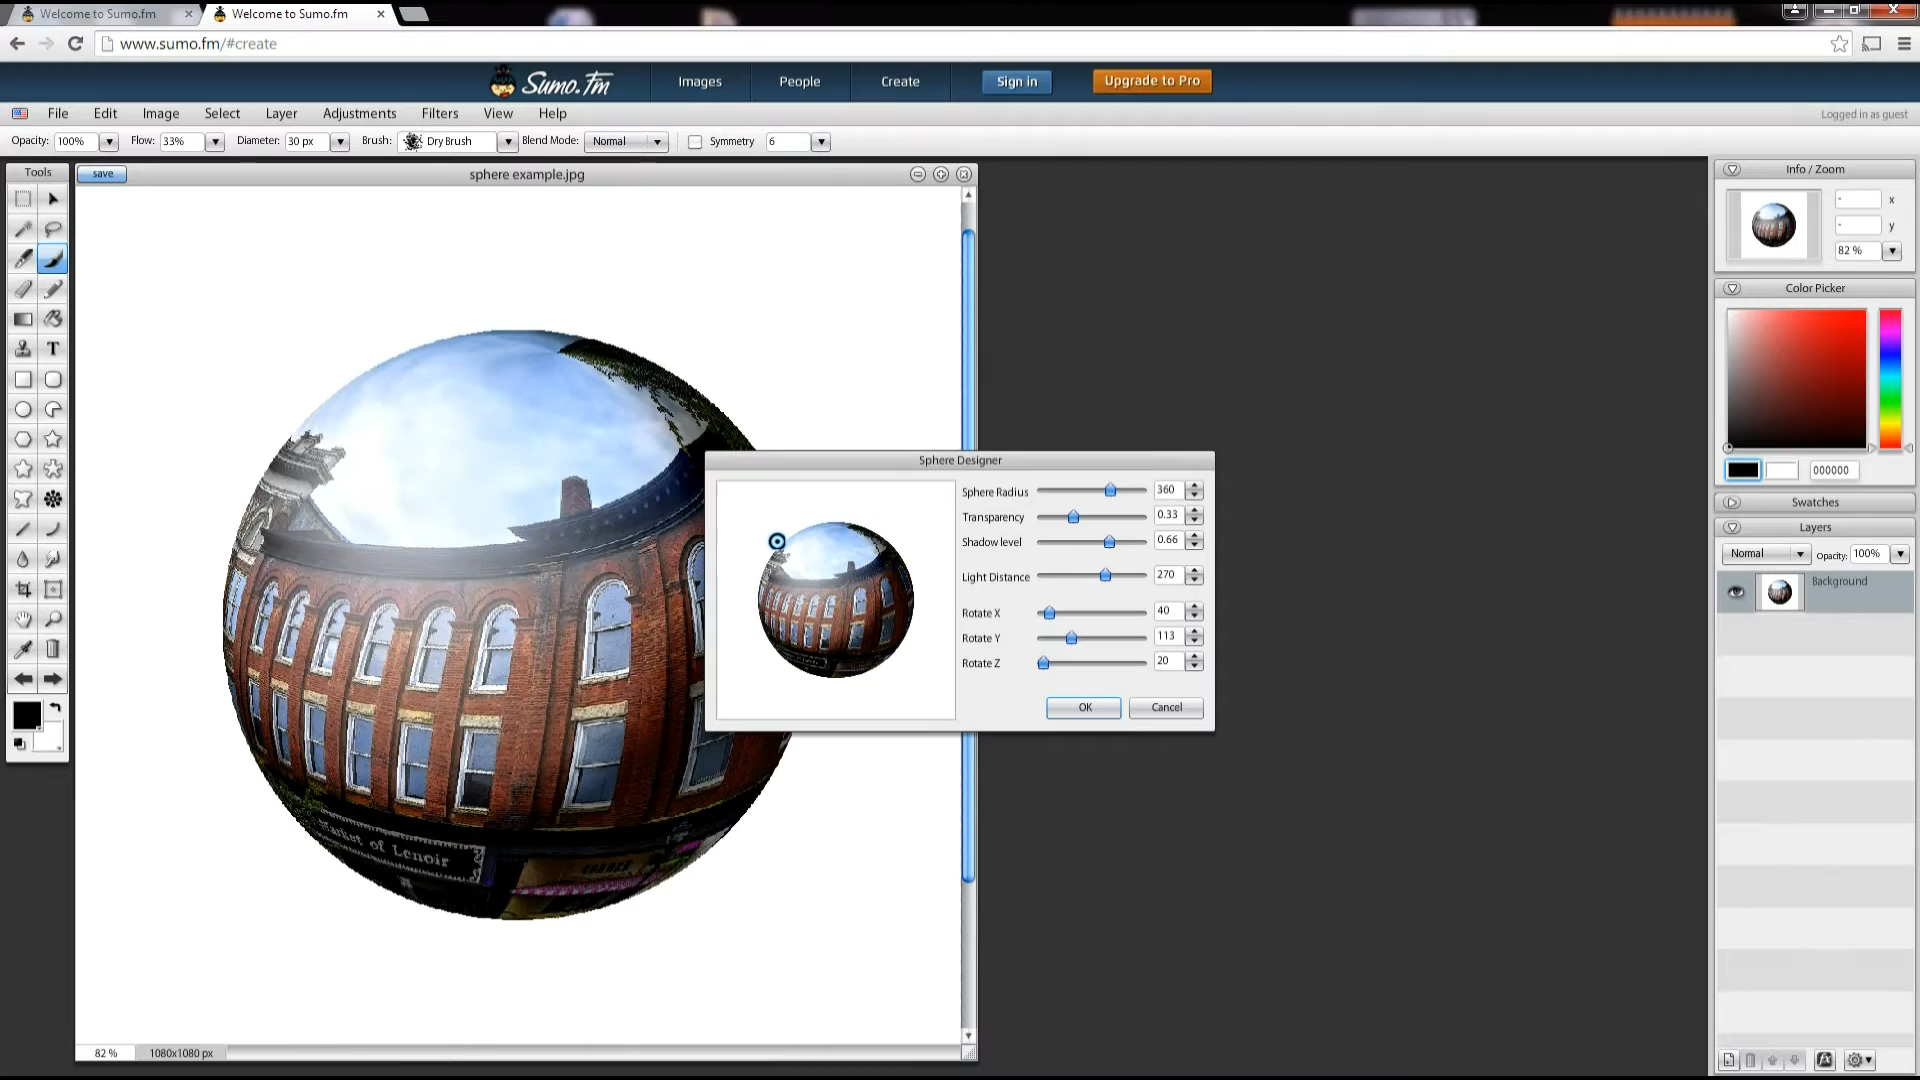 Welcome to Sumo.fm
Welcome to Sumo.fm
www.sumo.fm/#create
Sumo.Fm
Images
People
Create
Sign in
Upgrade to Pro
File Edit Image Select Layer Adjustments Filters View Help
Logged in as guest
Opacity: 100% Flow: 33% Diameter: 30 px Brush: Dry Brush Blend Mode: Normal Symmetry 6
Tools
save
sphere example.jpg
T
Market of Lenoir
82 %
1080x1080 px
Sphere Designer
Sphere Radius 360
Transparency 0.33
Shadow level 0.66
Light Distance 270
Rotate X 40
Rotate Y 113
Rotate Z 20
OK
Cancel
Info / Zoom
- x
- y
82 %
Color Picker
000000
Swatches
Layers
Normal Opacity: 100%
Background